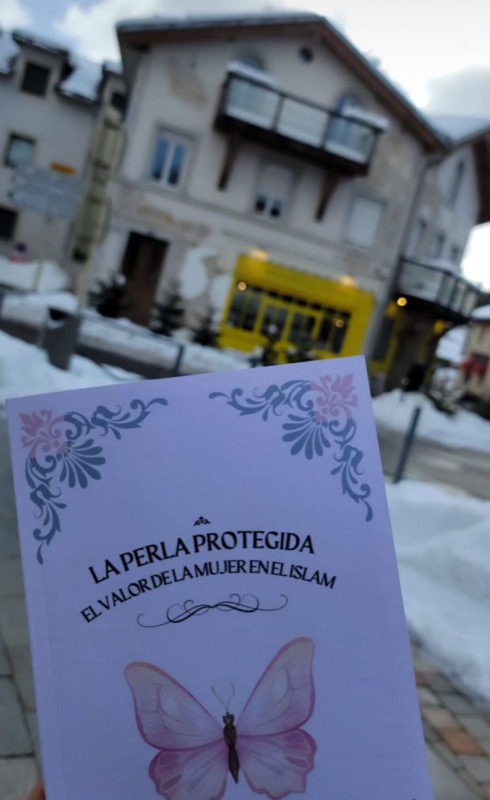 LA PERLA PROTEGIDA
EL VALOR DE LA MUJER EN EL ISLAM